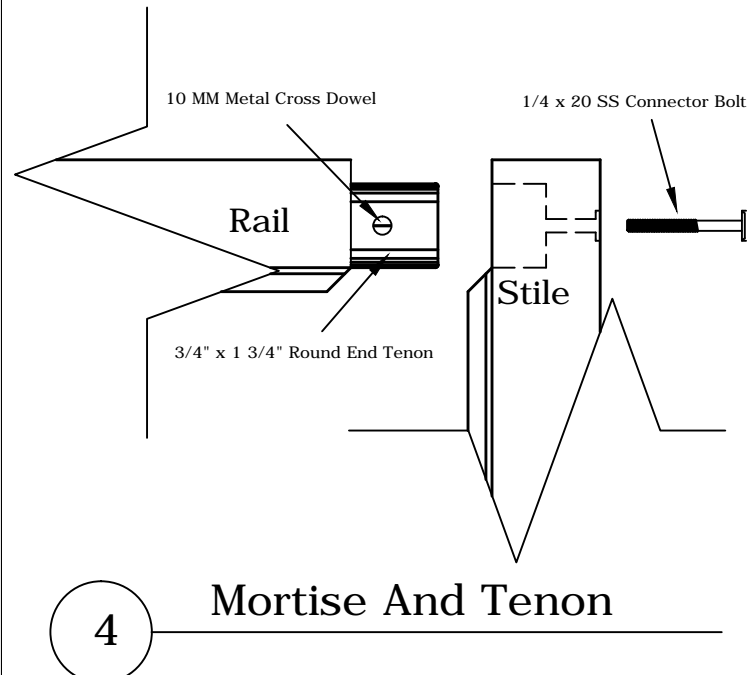 10 MM Metal Cross Dowel
1/4 x 20 SS Connector Bolt
Rail
Stile
3/4" x 1 3/4" Round End Tenon
Mortise And Tenon
4